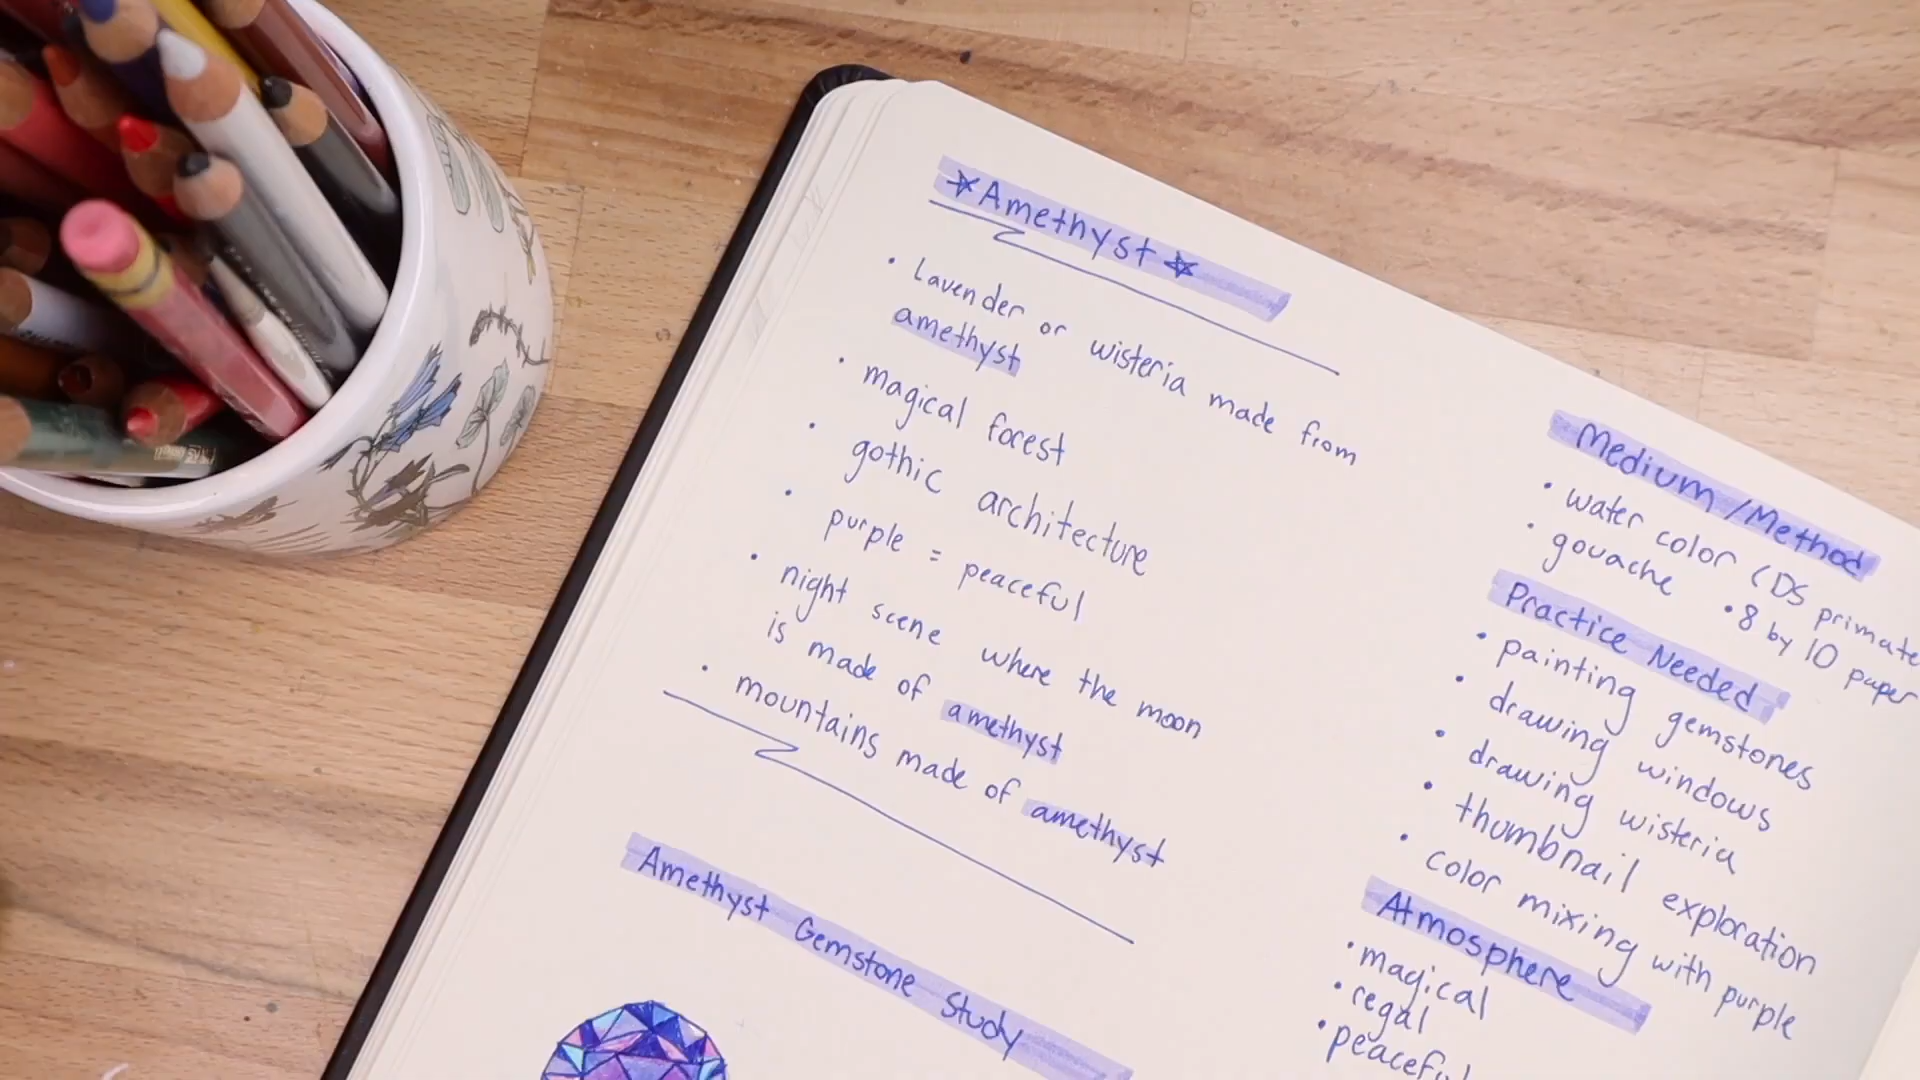 ☆Amethyst☆
• Lavender or wisteria made from
amethyst
• magical forest
• gothic architecture
• purple = peaceful
• night scene where the moon
is made of amethyst
• mountains made of amethyst
Amethyst Gemstone Study
Medium/Method
• water color (DS primate
• gouache • 8 by 10 paper
Practice Needed
• painting gemstones
• drawing windows
• drawing wisteria
• thumbnail exploration
• color mixing with purple
Atmosphere
• magical
• regal
• peaceful